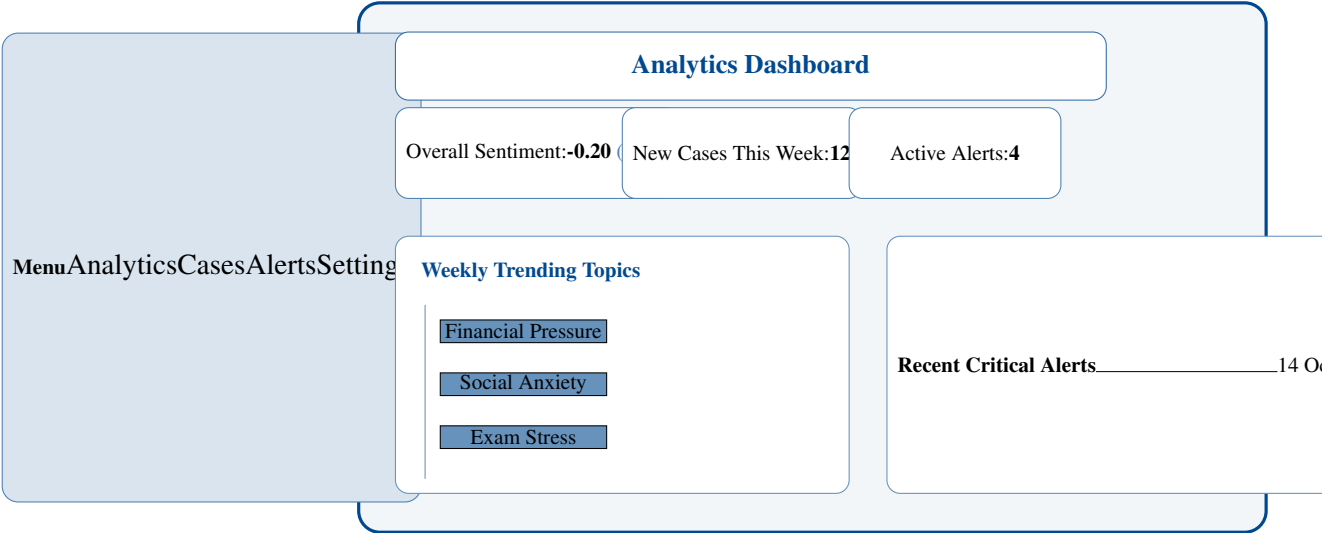 Analytics Dashboard
Overall Sentiment:-0.20 (
New Cases This Week:12
Active Alerts:4
MenuAnalyticsCasesAlertsSetting
Weekly Trending Topics
Financial Pressure
Social Anxiety
Exam Stress
Recent Critical Alerts
14 Oc